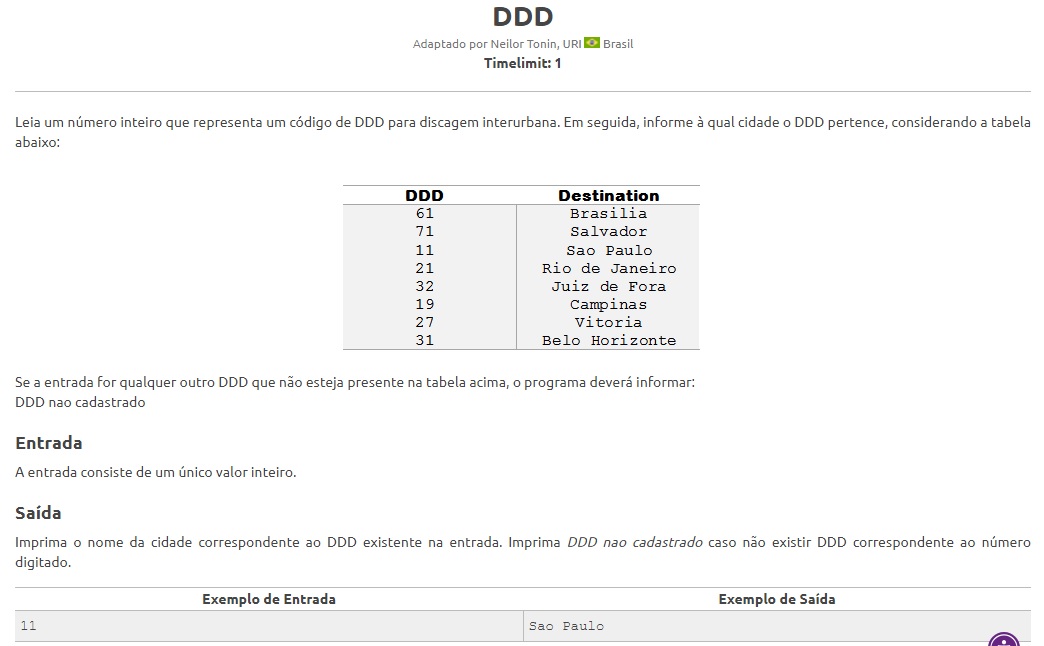 DDD
Adaptado por Neilor Tonin, URI Brasil
Timelimit: 1
Leia um número inteiro que representa um código de DDD para discagem interurbana. Em seguida, informe à qual cidade o DDD pertence, considerando a tabela
abaixo:
DDD Destination
61 Brasilia
71 Salvador
11 Sao Paulo
21 Rio de Janeiro
32 Juiz de Fora
19 Campinas
27 Vitoria
31 Belo Horizonte
Se a entrada for qualquer outro DDD que não esteja presente na tabela acima, o programa deverá informar:
DDD nao cadastrado
Entrada
A entrada consiste de um único valor inteiro.
Saída
Imprima o nome da cidade correspondente ao DDD existente na entrada. Imprima DDD nao cadastrado caso não existir DDD correspondente ao número
digitado.
Exemplo de Entrada Exemplo de Saída
11 Sao Paulo